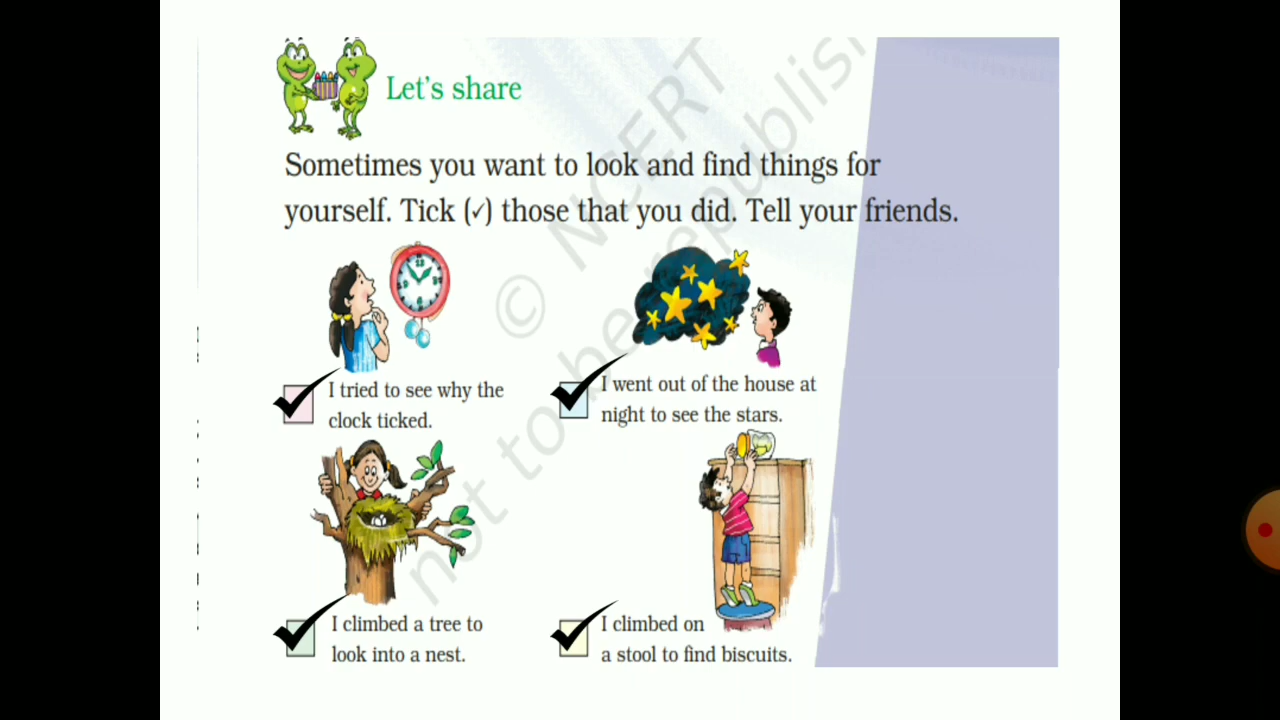 Let's share
Sometimes you want to look and find things for
yourself. Tick (✓) those that you did. Tell your friends.
I tried to see why the
clock ticked.
I went out of the house at
night to see the stars.
I climbed a tree to
look into a nest.
I climbed on
a stool to find biscuits.
© NCERT
not to be republish